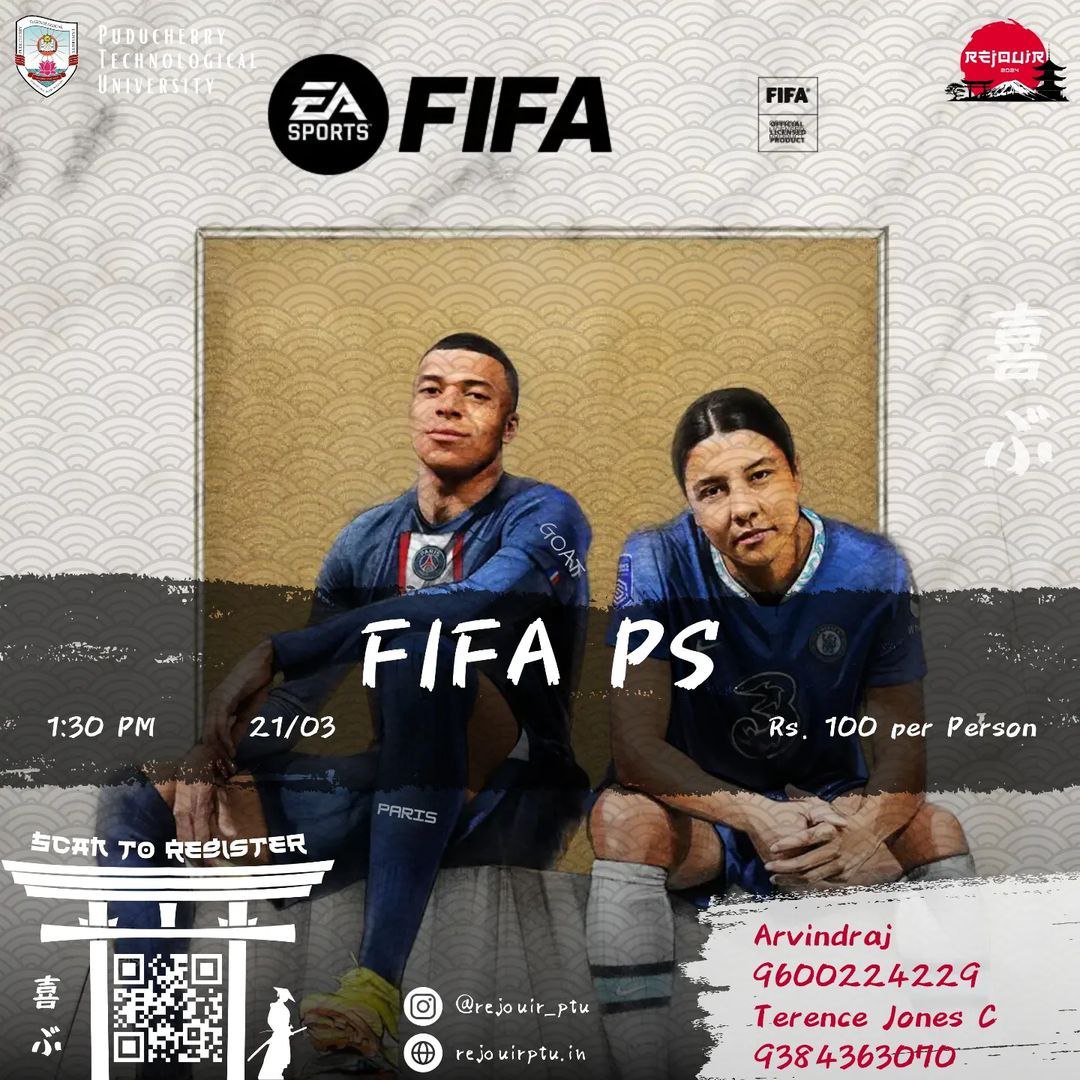 PUDUCHERRY
TECHNOLOGICAL
UNIVERSITY
REJOUIR
2024
EA
SPORTS
FIFA
FIFA
OFFICIAL
LICENSED
PRODUCT
喜
ぶ
GOAT
PARIS
3
FIFA PS
1:30 PM
21/03
Rs. 100 per Person
PARIS
SCAN TO REGISTER
喜
ぶ
@rejouir_ptu
rejouirptu.in
Arvindraj
9600224229
Terence Jones C
9384363070